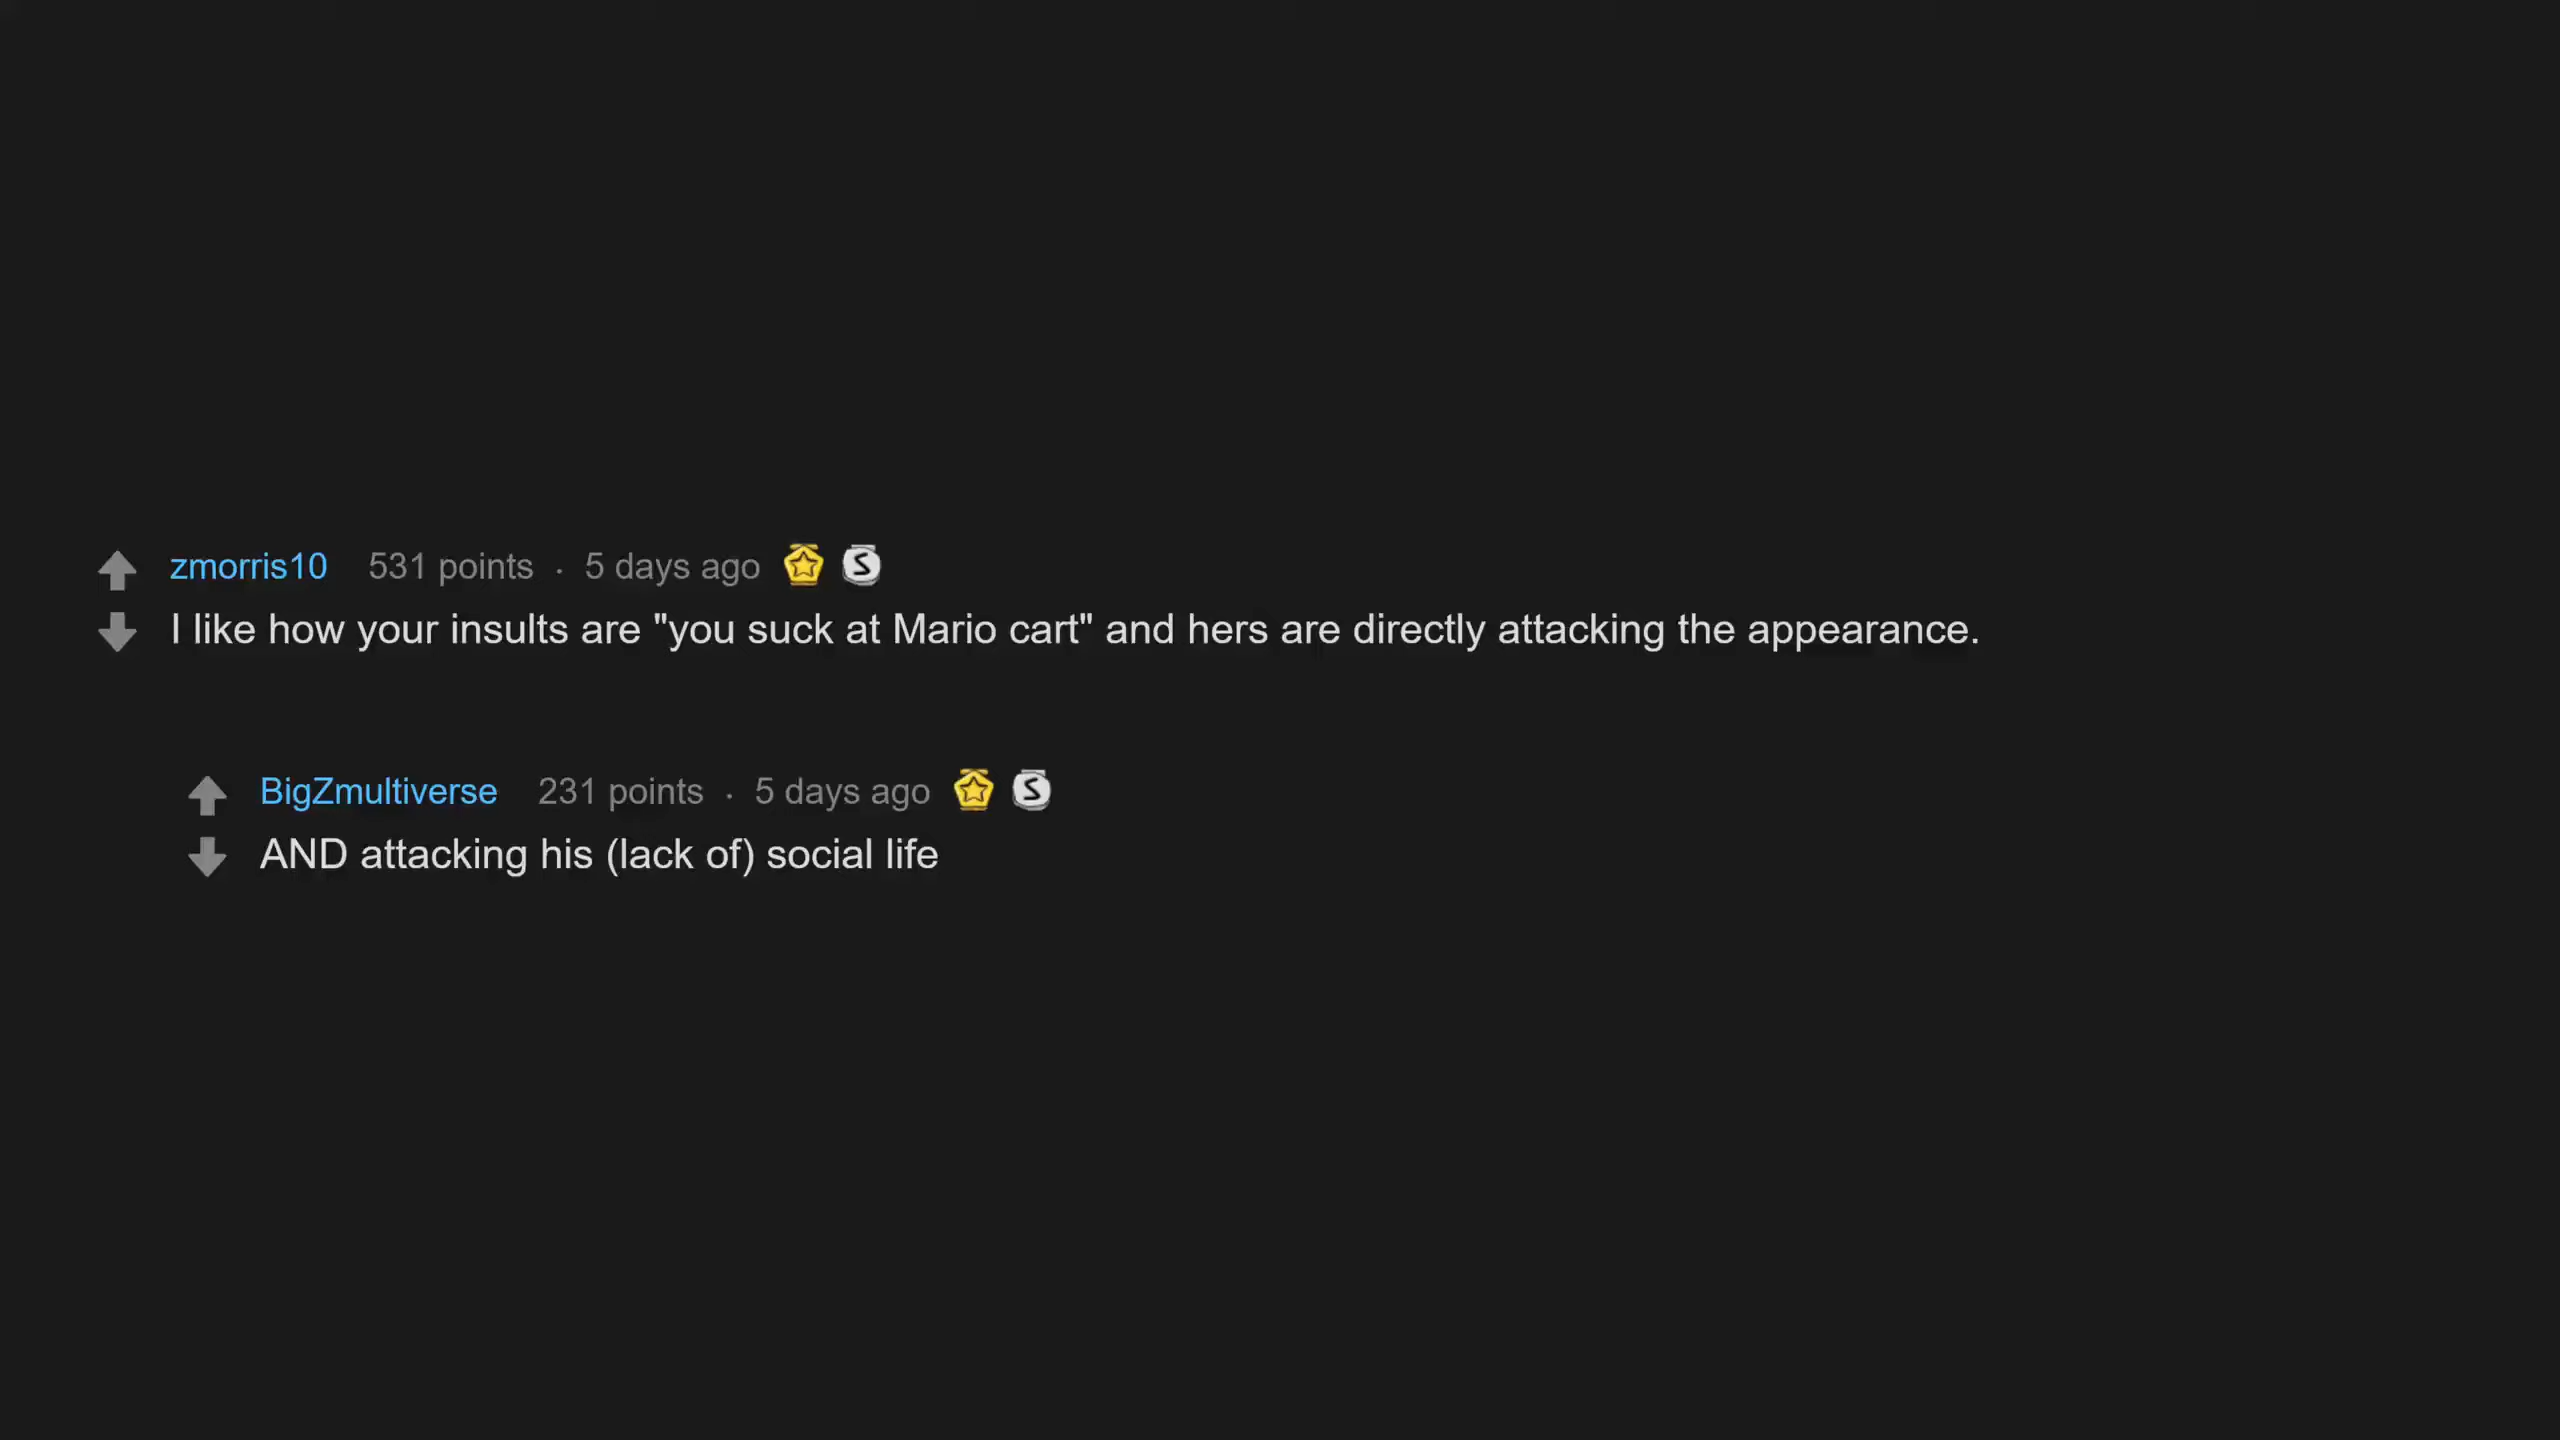 zmorris10 531 points · 5 days ago S
I like how your insults are "you suck at Mario cart" and hers are directly attacking the appearance.
BigZmultiverse 231 points · 5 days ago S
AND attacking his (lack of) social life